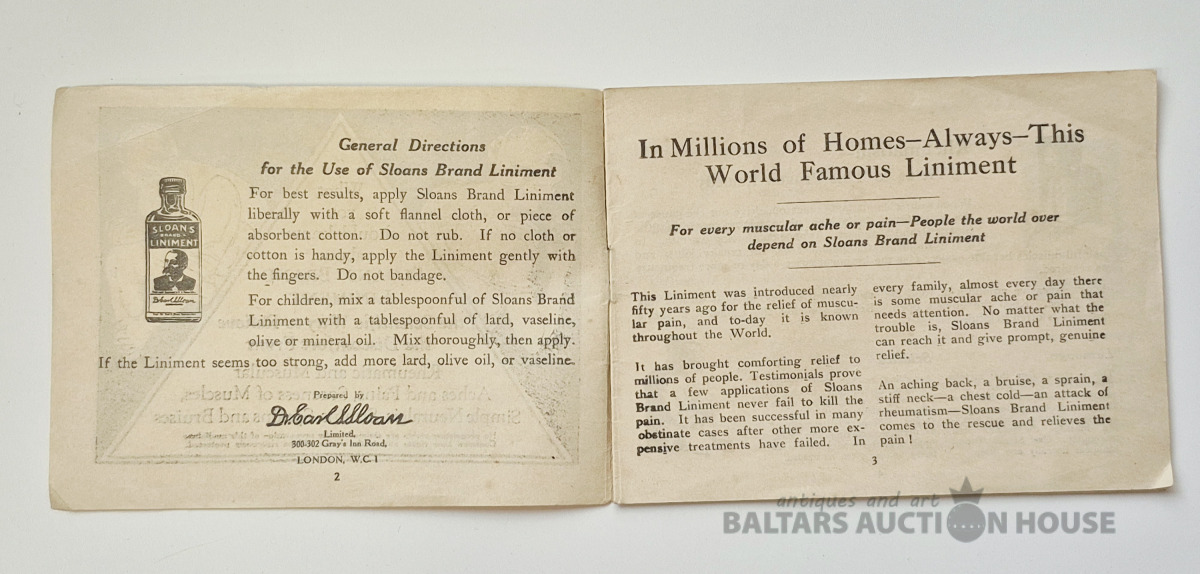 General Directions
for the Use of Sloans Brand Liniment
For best results, apply Sloans Brand Liniment
liberally with a soft flannel cloth, or piece of
absorbent cotton. Do not rub. If no cloth or
cotton is handy, apply the Liniment gently with
the fingers. Do not bandage.
For children, mix a tablespoonful of Sloans Brand
Liniment with a tablespoonful of lard, vaseline,
olive or mineral oil. Mix thoroughly, then apply.
If the Liniment seems too strong, add more lard, olive oil, or vaseline.
SLOANS
BRAND
LINIMENT
Dr. Earl S. Sloan
Prepared by
Dr. Earl S. Sloan
Limited,
300-302 Gray's Inn Road,
LONDON, W.C.1
2
In Millions of Homes—Always—This
World Famous Liniment
For every muscular ache or pain—People the world over
depend on Sloans Brand Liniment
This Liniment was introduced nearly
fifty years ago for the relief of muscu-
lar pain, and to-day it is known
throughout the World.
It has brought comforting relief to
millions of people. Testimonials prove
that a few applications of Sloans
Brand Liniment never fail to kill the
pain. It has been successful in many
obstinate cases after other more ex-
pensive treatments have failed. In
every family, almost every day there
is some muscular ache or pain that
needs attention. No matter what the
trouble is, Sloans Brand Liniment
can reach it and give prompt, genuine
relief.
An aching back, a bruise, a sprain, a
stiff neck—a chest cold—an attack of
rheumatism—Sloans Brand Liniment
comes to the rescue and relieves the
pain !
3
antiques and art
BALTARS AUCTION HOUSE